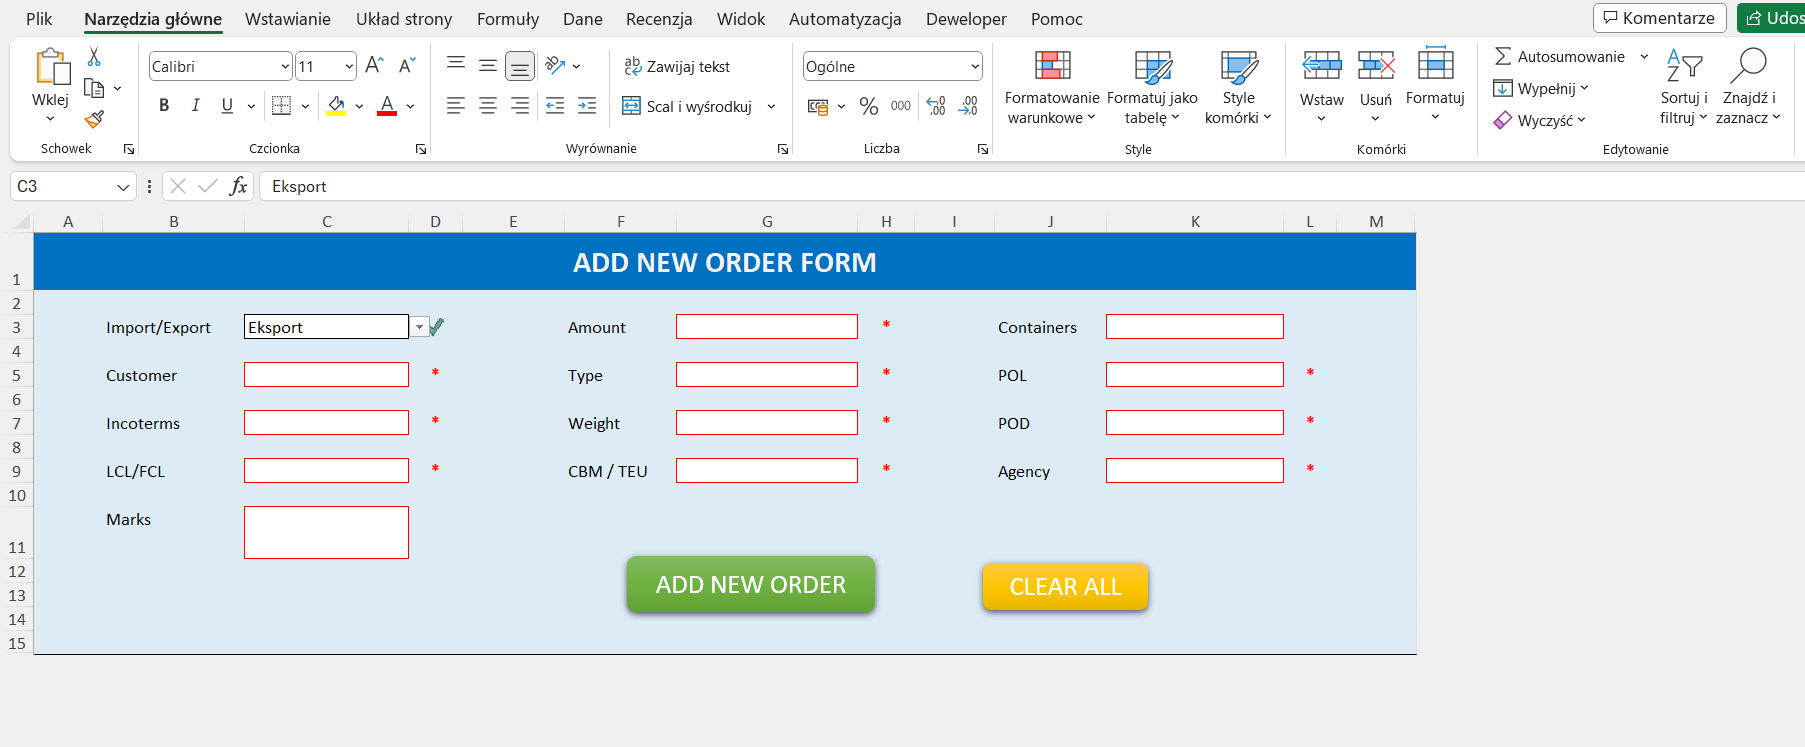 Plik Narzędzia główne Wstawianie Układ strony Formuły Dane Recenzja Widok Automatyzacja Deweloper Pomoc Komentarze Udos
Wklej
Schowek
Calibri 11
B I U A
Czcionka
Zawijaj tekst
Scal i wyśrodkuj
Wyrównanie
Ogólne
% 000
Liczba
Formatowanie warunkowe
Formatuj jako tabelę
Style komórki
Style
Wstaw Usuń Formatuj
Komórki
Autosumowanie
Wypełnij
Wyczyść
Sortuj i filtruj
Znajdź i zaznacz
Edytowanie
C3 fx Eksport
A B C D E F G H I J K L M
1 ADD NEW ORDER FORM
2
3 Import/Export Eksport Amount * Containers
4
5 Customer * Type * POL *
6
7 Incoterms * Weight * POD *
8
9 LCL/FCL * CBM / TEU * Agency *
10
11 Marks
12
ADD NEW ORDER CLEAR ALL
13
14
15